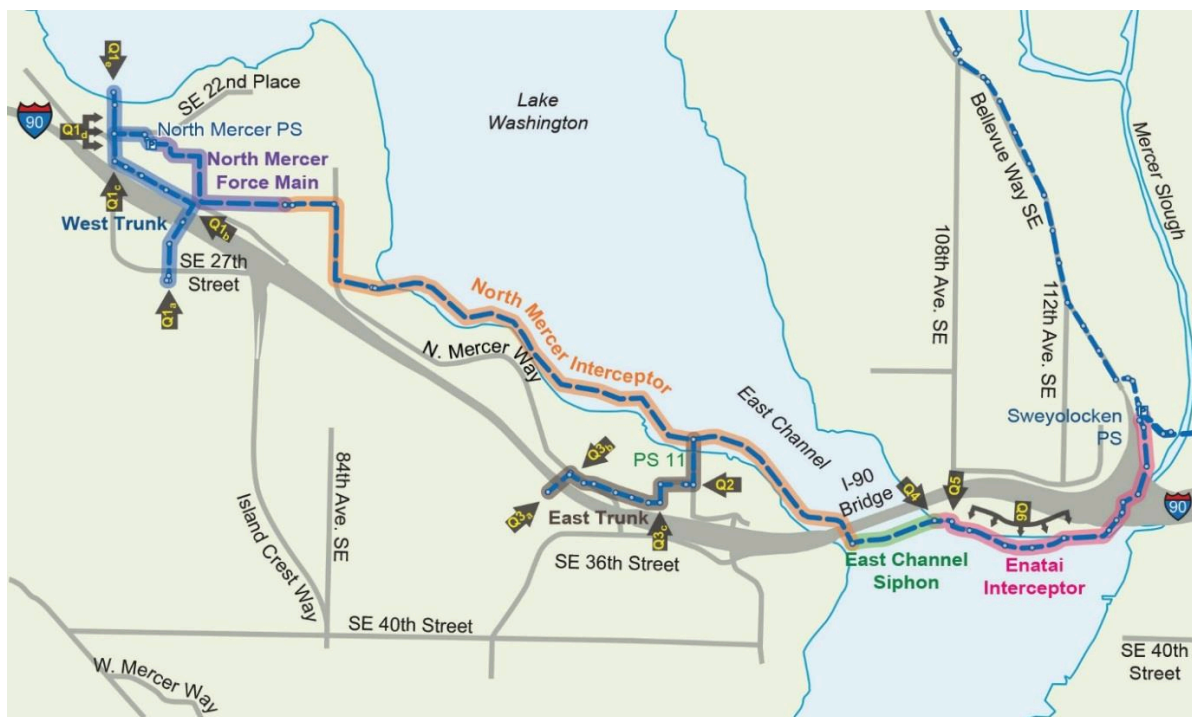 Q1e
SE 22nd Place
90
Q1d
North Mercer PS
P
North Mercer
Force Main
Q1c
West Trunk
Q1b
SE 27th
Street
Q1a
Lake
Washington
Bellevue Way SE
Mercer Slough
108th Ave. SE
112th Ave. SE
North Mercer Interceptor
N. Mercer Way
East Channel
Sweyolocken
PS
P
Q3b
PS 11
Q2
I-90
Bridge
Q4
Q5
Q6
90
Q3a
East Trunk
Q3c
84th Ave. SE
Island Crest Way
SE 36th Street
East Channel
Siphon
Enatai
Interceptor
SE 40th Street
SE 40th
Street
W. Mercer Way